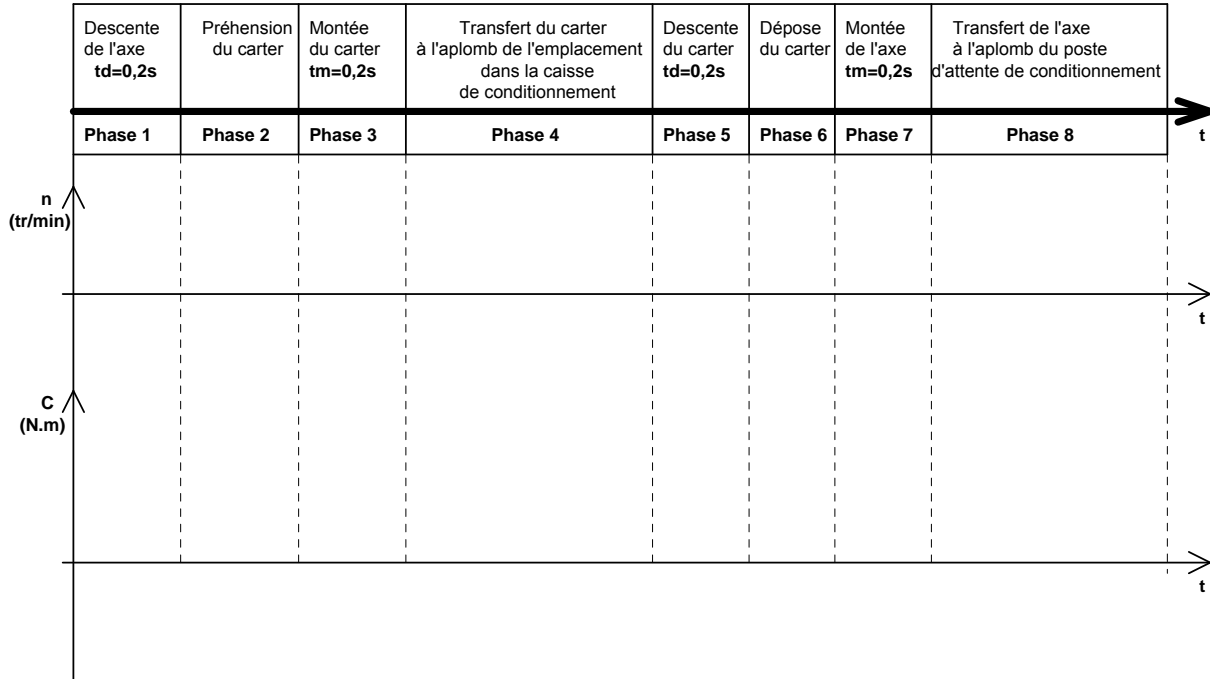 Descente
de l'axe
td=0,2s
Préhension
du carter
Montée
du carter
tm=0,2s
Transfert du carter
à l'aplomb de l'emplacement
dans la caisse
de conditionnement
Descente
du carter
td=0,2s
Dépose
du carter
Montée
de l'axe
tm=0,2s
Transfert de l'axe
à l'aplomb du poste
d'attente de conditionnement
Phase 1
Phase 2
Phase 3
Phase 4
Phase 5
Phase 6
Phase 7
Phase 8
t
n
(tr/min)
t
C
(N.m)
t